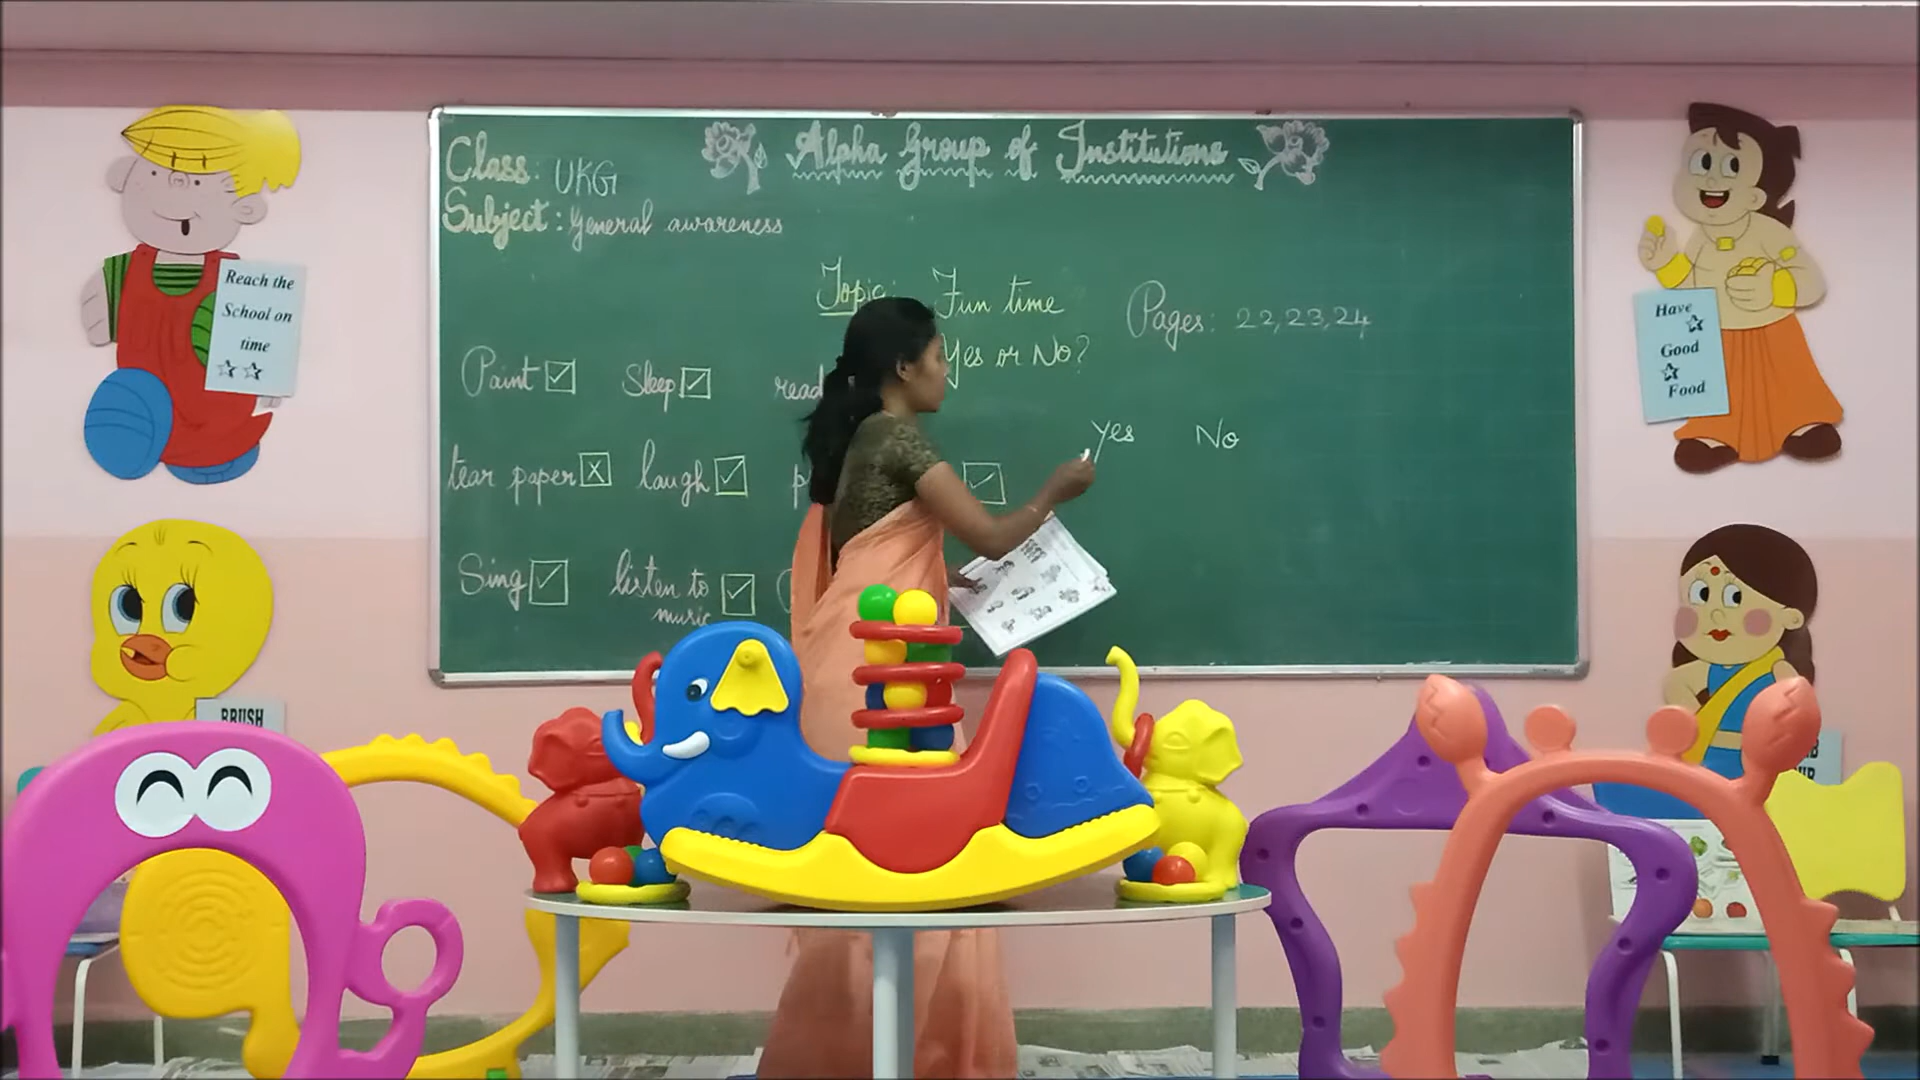 Alpha Group of Institutions
Class: UKG
Subject: General awareness
Topic: Fun time
Yes or No?
Pages: 22,23,24
Paint Sleep read
Yes No
tear paper laugh
Sing listen to
music
Reach the
School on
time
Have
Good
Food
BRUSH